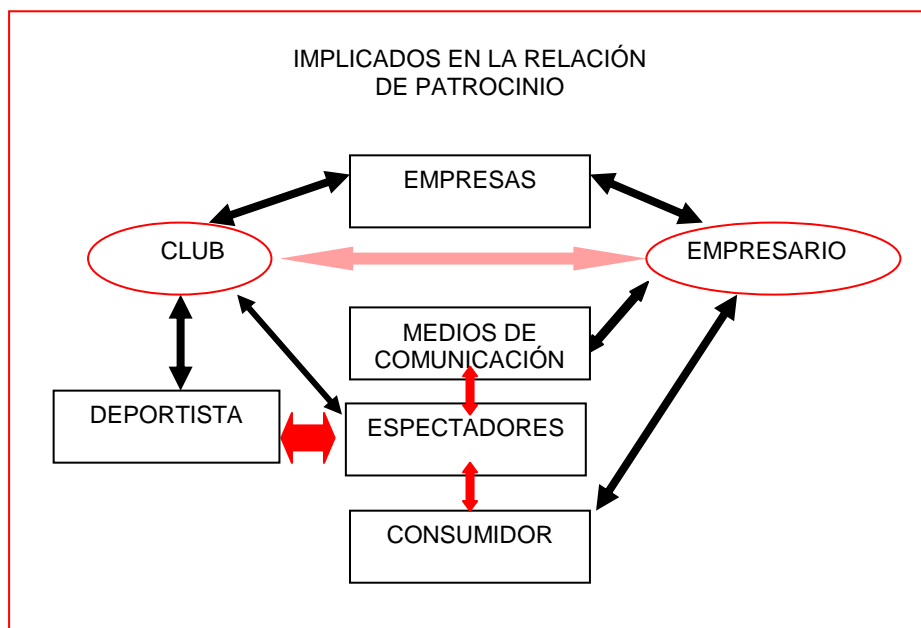 IMPLICADOS EN LA RELACIÓN
DE PATROCINIO
EMPRESAS
CLUB
EMPRESARIO
MEDIOS DE
COMUNICACIÓN
DEPORTISTA
ESPECTADORES
CONSUMIDOR